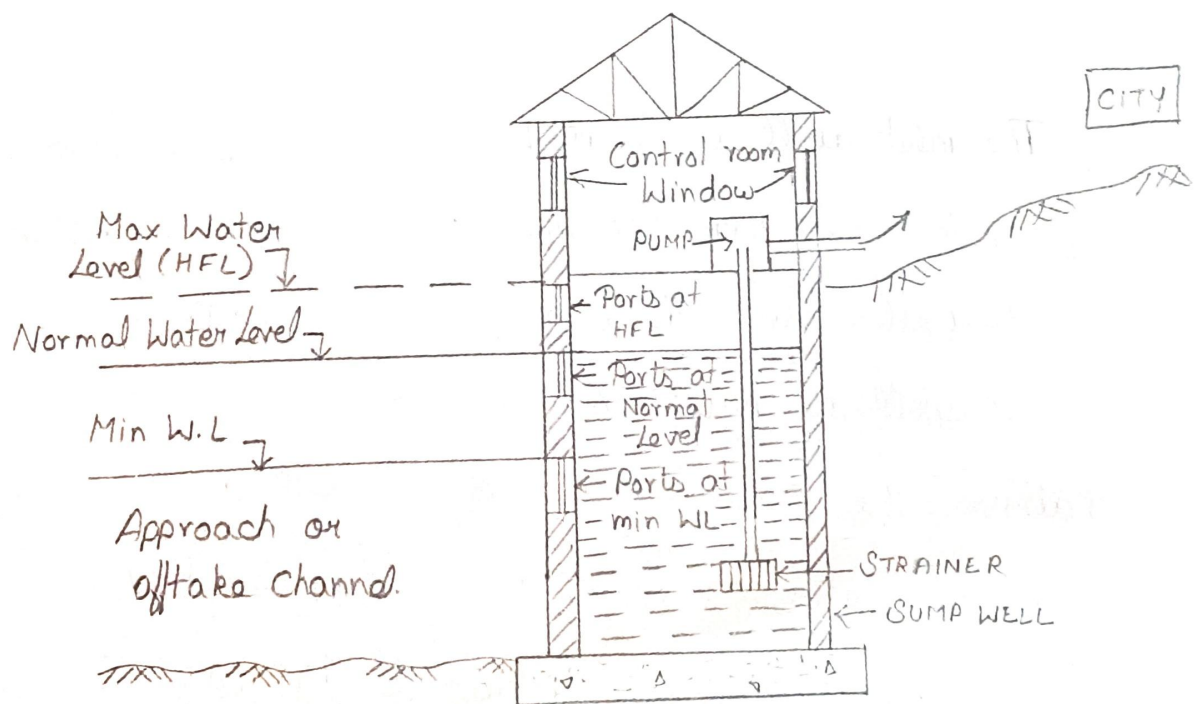 CITY
Control room
Window
Max Water
Level (HFL)
PUMP
Ports at
HFL
Normal Water Level
Ports at
Normal
Level
Min W.L
Ports at
min WL
Approach or
offtake Channel.
STRAINER
SUMP WELL